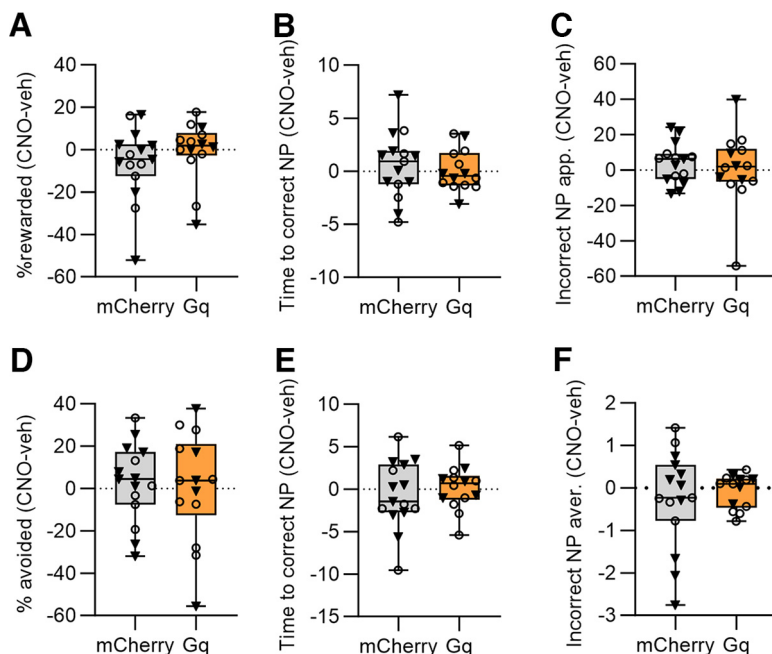 A
%rewarded (CNO-veh)
40
20
0
-20
-40
-60
mCherry Gq
B
Time to correct NP (CNO-veh)
10
5
0
-5
-10
mCherry Gq
C
Incorrect NP app. (CNO-veh)
60
40
20
0
-20
-40
-60
mCherry Gq
D
% avoided (CNO-veh)
40
20
0
-20
-40
-60
mCherry Gq
E
Time to correct NP (CNO-veh)
10
5
0
-5
-10
-15
mCherry Gq
F
Incorrect NP aver. (CNO-veh)
2
1
0
-1
-2
-3
mCherry Gq